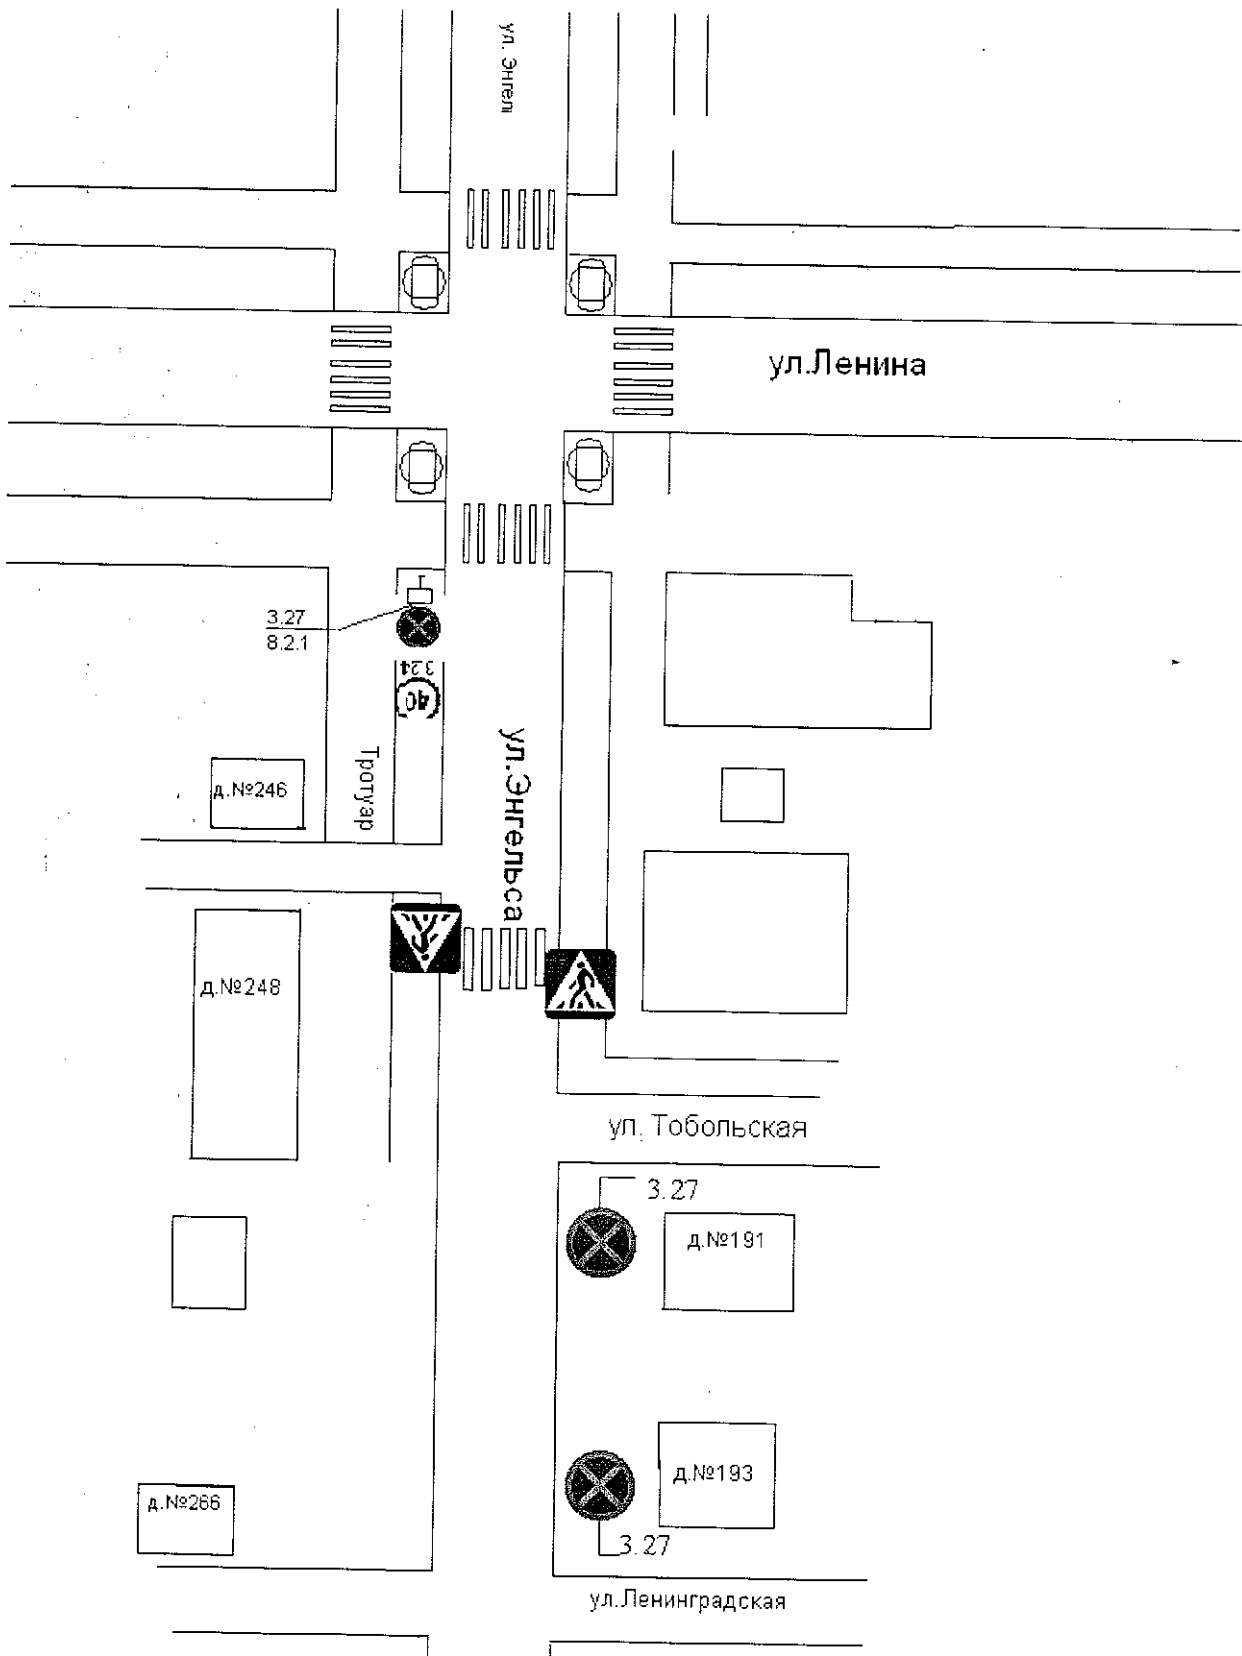 ул. Энгель
ул.Ленина
3.27
8.2.1
3.24
40
ул.Энгельса
Тротуар
д.№246
д.№248
ул. Тобольская
3.27
д.№191
д.№193
д.№266
3.27
ул.Ленинградская